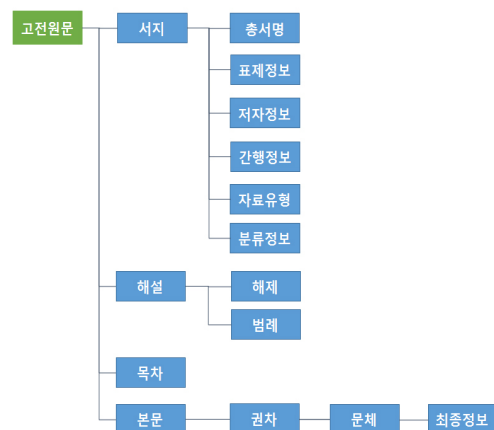 고전원문
서지
총서명
표제정보
저자정보
간행정보
자료유형
분류정보
해설
해제
범례
목차
본문
권차
문체
최종정보